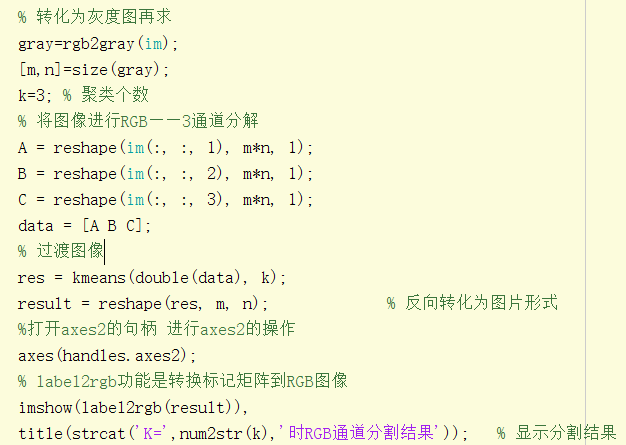 % 转化为灰度图再求
gray=rgb2gray(im);
[m,n]=size(gray);
k=3; % 聚类个数
% 将图像进行RGB——3通道分解
A = reshape(im(:, :, 1), m*n, 1);
B = reshape(im(:, :, 2), m*n, 1);
C = reshape(im(:, :, 3), m*n, 1);
data = [A B C];
% 过渡图像
res = kmeans(double(data), k);
result = reshape(res, m, n); % 反向转化为图片形式
%打开axes2的句柄 进行axes2的操作
axes(handles.axes2);
% label2rgb功能是转换标记矩阵到RGB图像
imshow(label2rgb(result)),
title(strcat('K=',num2str(k),'时RGB通道分割结果')); % 显示分割结果